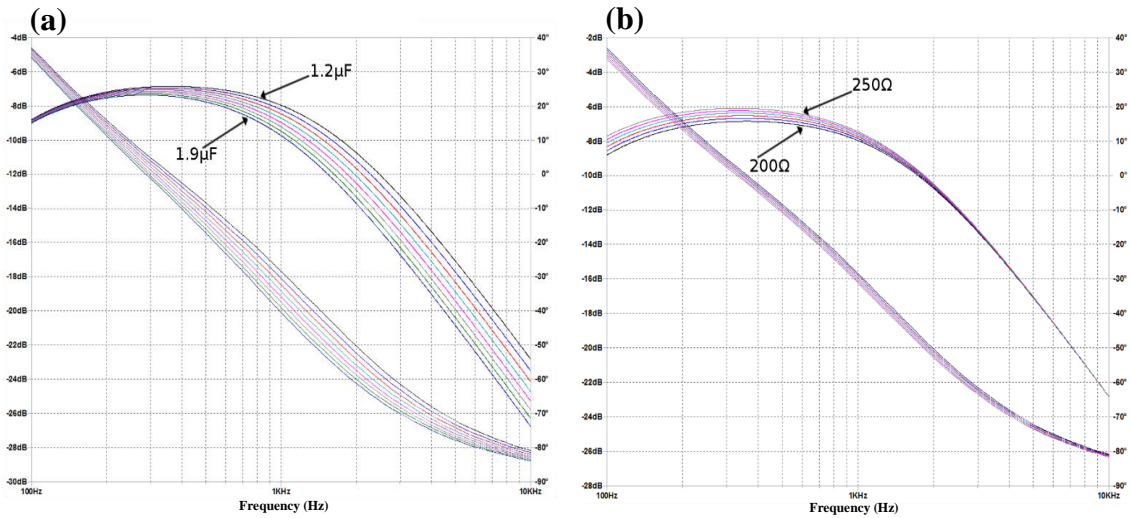 (a)
-4dB
-6dB
-8dB
-10dB
-12dB
-14dB
-16dB
-18dB
-20dB
-22dB
-24dB
-26dB
-28dB
-30dB
40°
30°
20°
10°
0°
-10°
-20°
-30°
-40°
-50°
-60°
-70°
-80°
-90°
1.2µF
1.9µF
100Hz
1KHz
10KHz
Frequency (Hz)
(b)
-2dB
-4dB
-6dB
-8dB
-10dB
-12dB
-14dB
-16dB
-18dB
-20dB
-22dB
-24dB
-26dB
-28dB
40°
30°
20°
10°
0°
-10°
-20°
-30°
-40°
-50°
-60°
-70°
-80°
-90°
250Ω
200Ω
100Hz
1KHz
10KHz
Frequency (Hz)